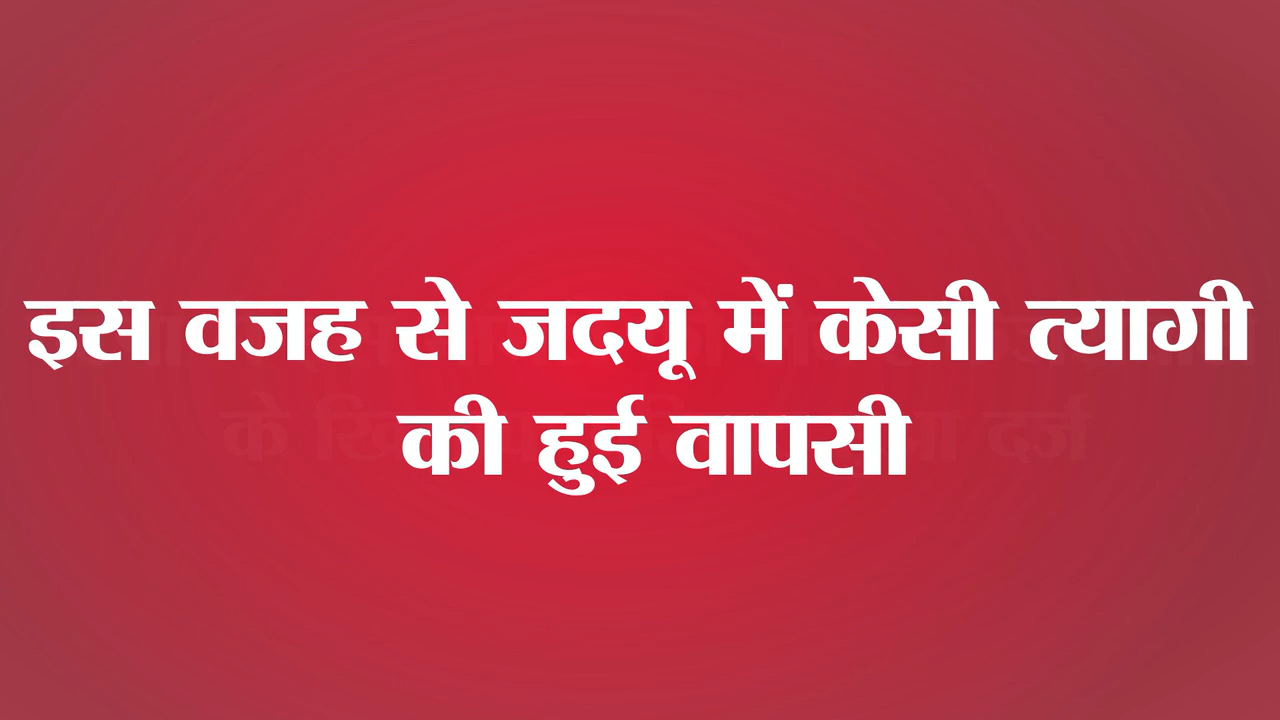 इस वजह से जदयू में केसी त्यागी
की हुई वापसी